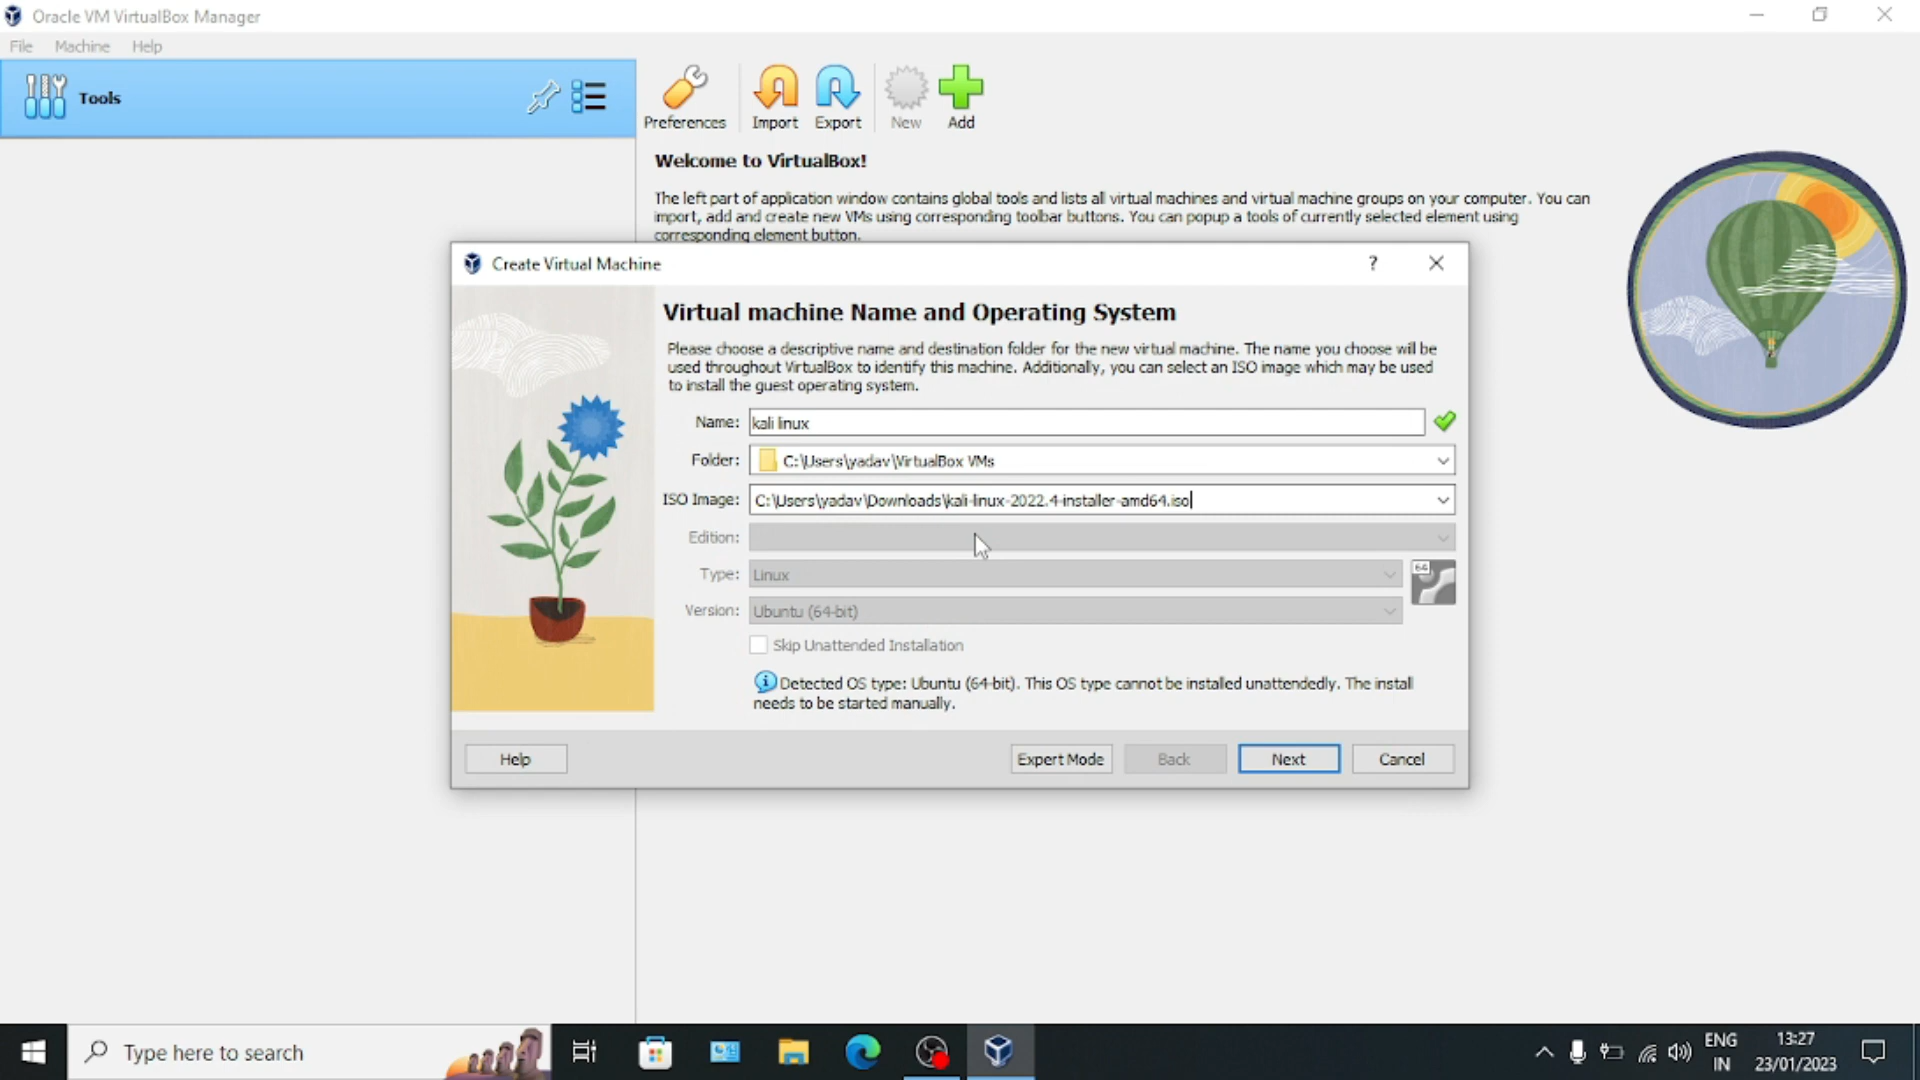 Oracle VM VirtualBox Manager
File Machine Help
Tools
Preferences Import Export New Add
Welcome to VirtualBox!
The left part of application window contains global tools and lists all virtual machines and virtual machine groups on your computer. You can
import, add and create new VMs using corresponding toolbar buttons. You can popup a tools of currently selected element using
corresponding element button.
Create Virtual Machine ?
Virtual machine Name and Operating System
Please choose a descriptive name and destination folder for the new virtual machine. The name you choose will be
used throughout VirtualBox to identify this machine. Additionally, you can select an ISO image which may be used
to install the guest operating system.
Name: kali linux
Folder: C:\Users\yadav\VirtualBox VMs
ISO Image: C:\Users\yadav\Downloads\kali-linux-2022.4-installer-amd64.iso
Edition:
Type: Linux 64
Version: Ubuntu (64-bit)
Skip Unattended Installation
Detected OS type: Ubuntu (64-bit). This OS type cannot be installed unattendedly. The install
needs to be started manually.
Help Expert Mode Back Next Cancel
Type here to search
ENG 13:27
IN 23/01/2023